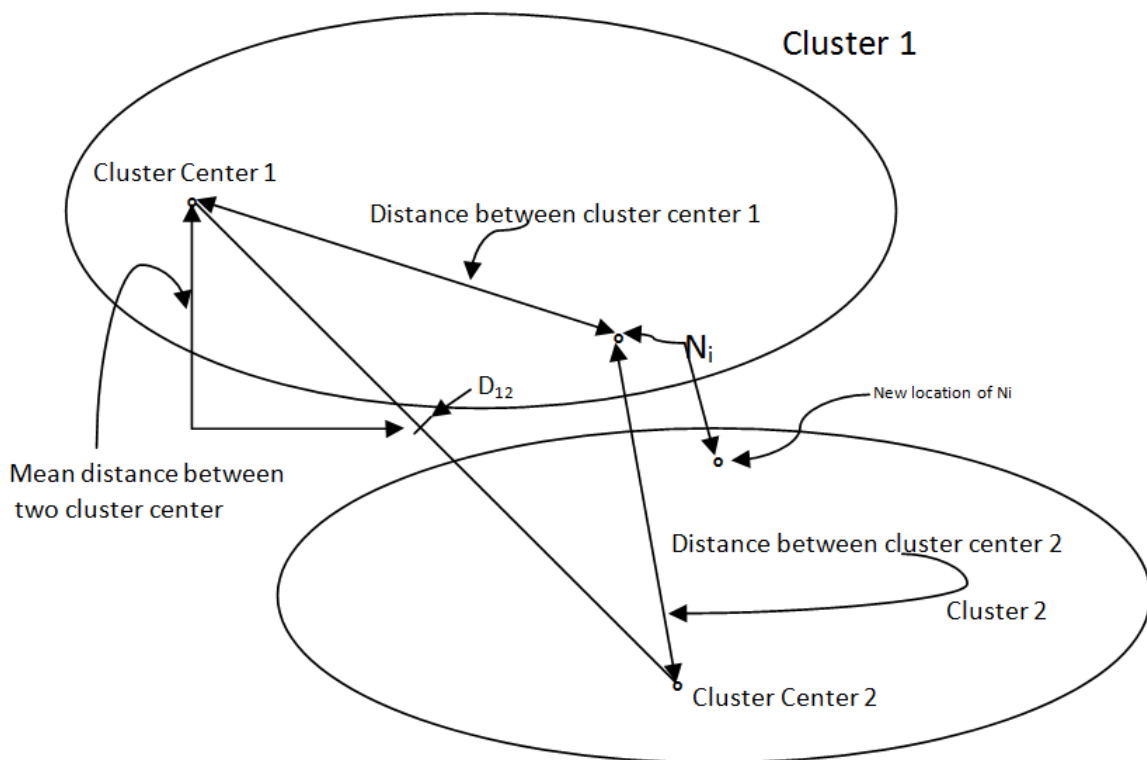 Cluster 1
Cluster Center 1
Distance between cluster center 1
Nᵢ
D₁₂
New location of Ni
Mean distance between
two cluster center
Distance between cluster center 2
Cluster 2
Cluster Center 2